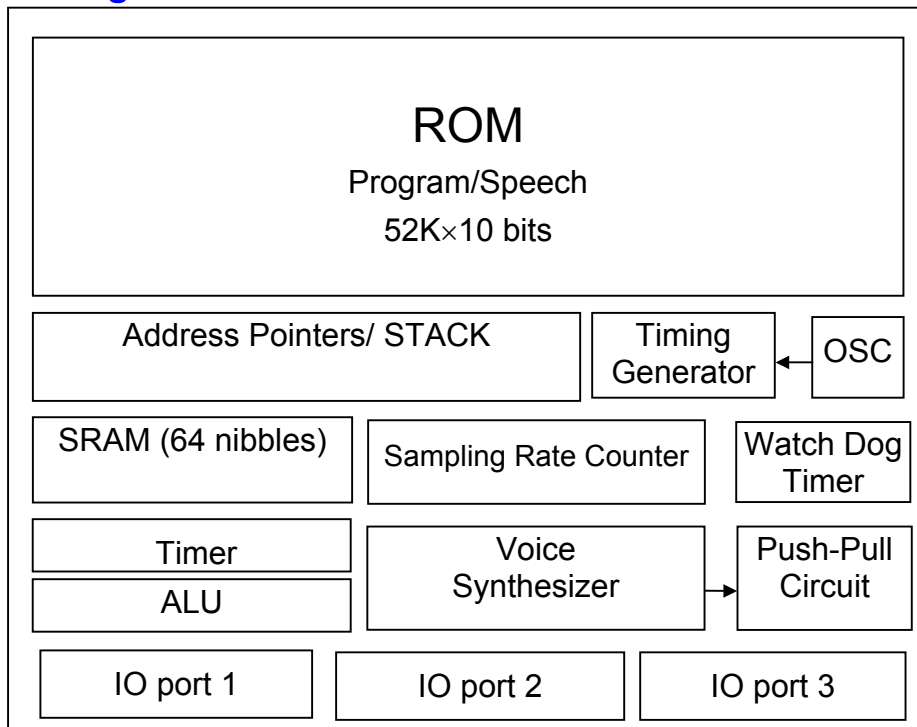 ROM
Program/Speech
52K×10 bits
Address Pointers/ STACK
Timing
Generator
OSC
SRAM (64 nibbles)
Sampling Rate Counter
Watch Dog
Timer
Timer
ALU
Voice
Synthesizer
Push-Pull
Circuit
IO port 1
IO port 2
IO port 3